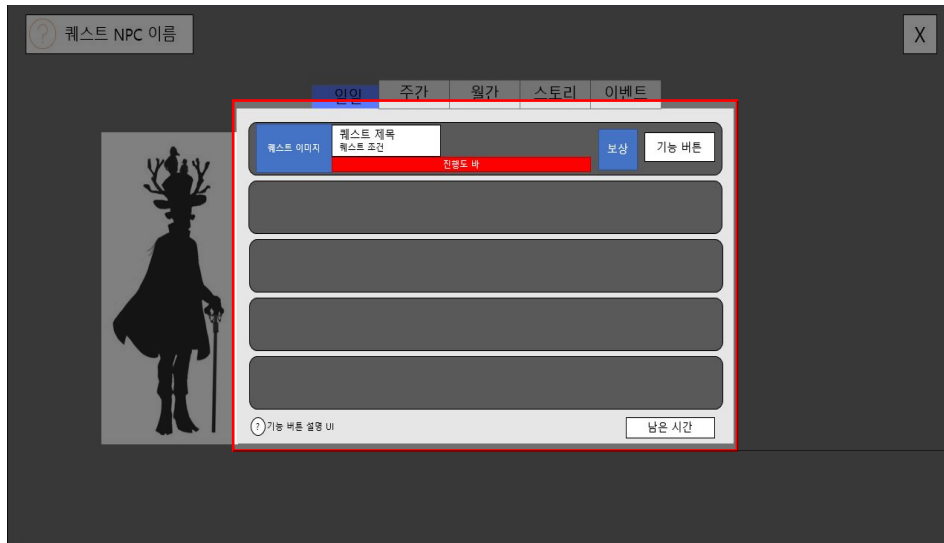 ? 퀘스트 NPC 이름
X
일일 주간 월간 스토리 이벤트
퀘스트 이미지
퀘스트 제목
퀘스트 조건
진행도 바
보상
기능 버튼
? 기능 버튼 설명 UI
남은 시간